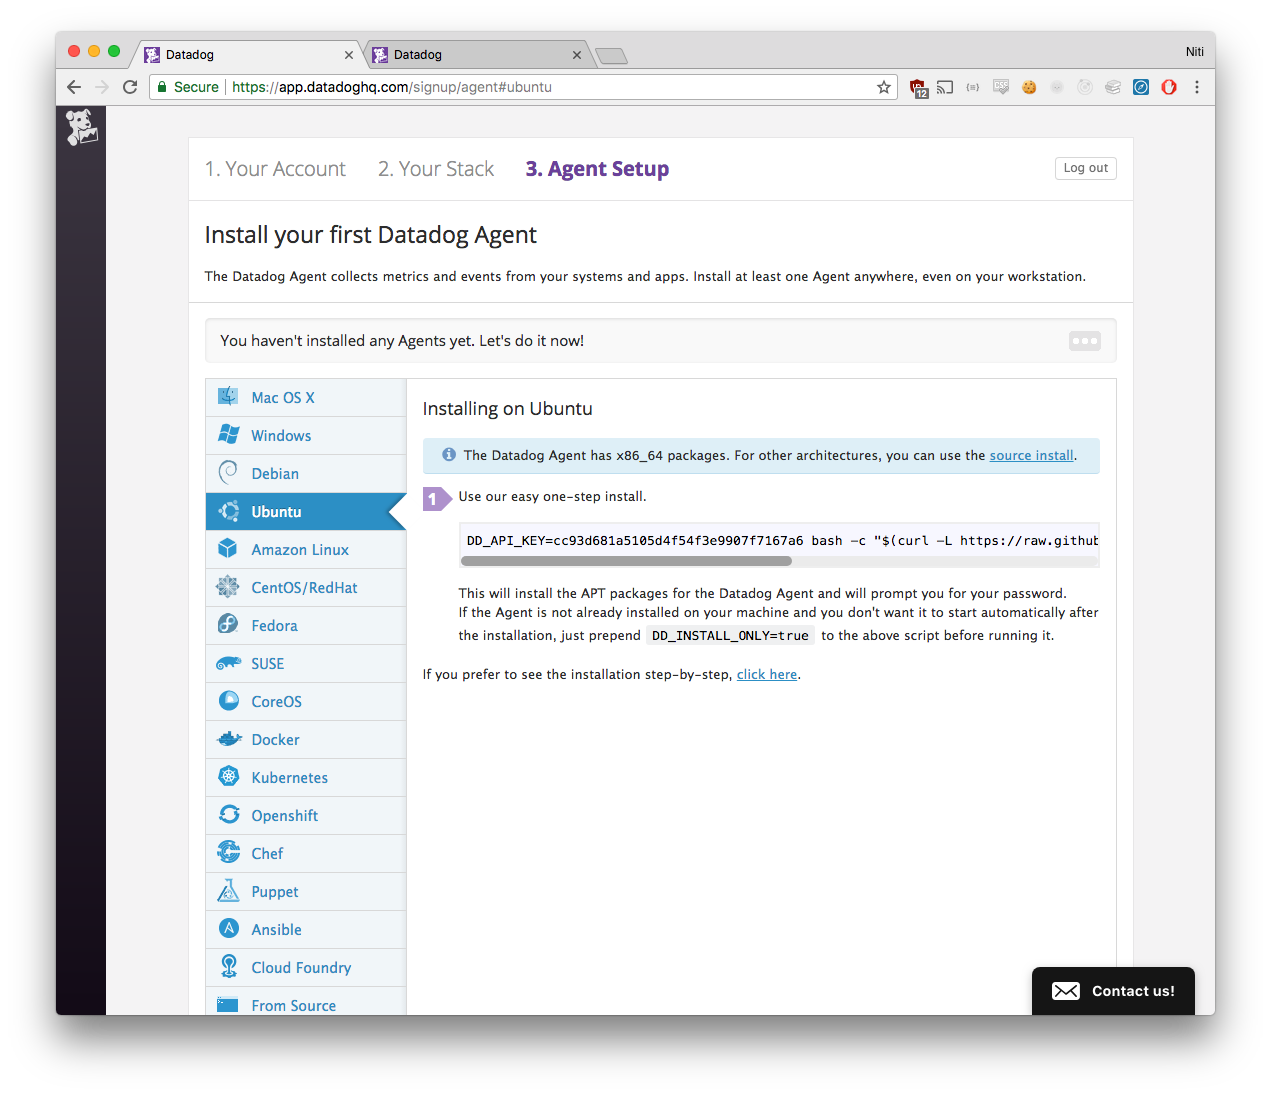 Datadog
Datadog
Niti
Secure
https://app.datadoghq.com/signup/agent#ubuntu
12
1. Your Account
2. Your Stack
3. Agent Setup
Log out
Install your first Datadog Agent
The Datadog Agent collects metrics and events from your systems and apps. Install at least one Agent anywhere, even on your workstation.
You haven't installed any Agents yet. Let's do it now!
Mac OS X
Windows
Debian
Ubuntu
Amazon Linux
CentOS/RedHat
Fedora
SUSE
CoreOS
Docker
Kubernetes
Openshift
Chef
Puppet
Ansible
Cloud Foundry
From Source
Installing on Ubuntu
The Datadog Agent has x86_64 packages. For other architectures, you can use the source install.
1
Use our easy one-step install.
DD_API_KEY=cc93d681a5105d4f54f3e9907f7167a6 bash -c "$(curl -L https://raw.github
This will install the APT packages for the Datadog Agent and will prompt you for your password.
If the Agent is not already installed on your machine and you don't want it to start automatically after
the installation, just prepend DD_INSTALL_ONLY=true to the above script before running it.
If you prefer to see the installation step-by-step, click here.
Contact us!